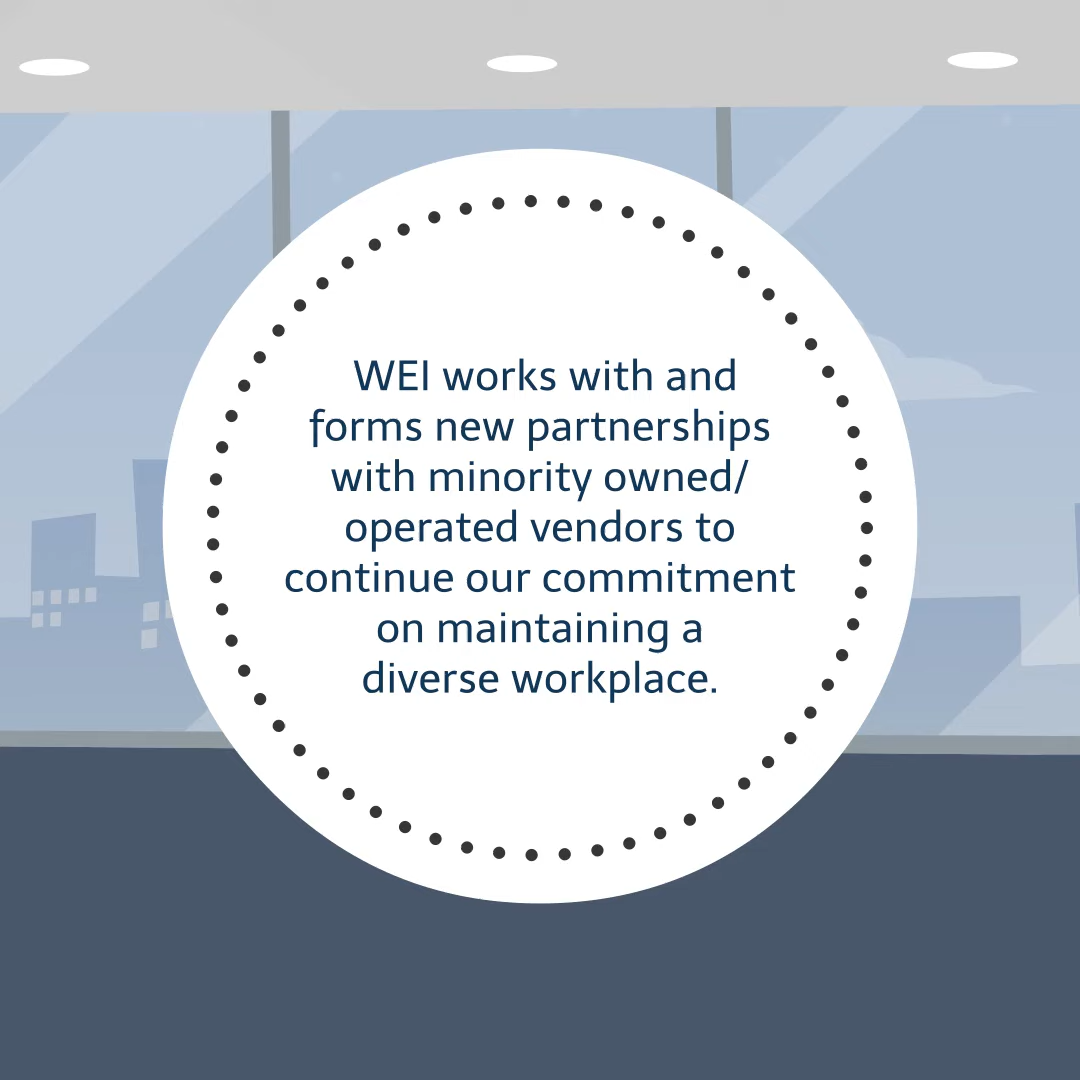 WEI works with and
forms new partnerships
with minority owned/
operated vendors to
continue our commitment
on maintaining a
diverse workplace.